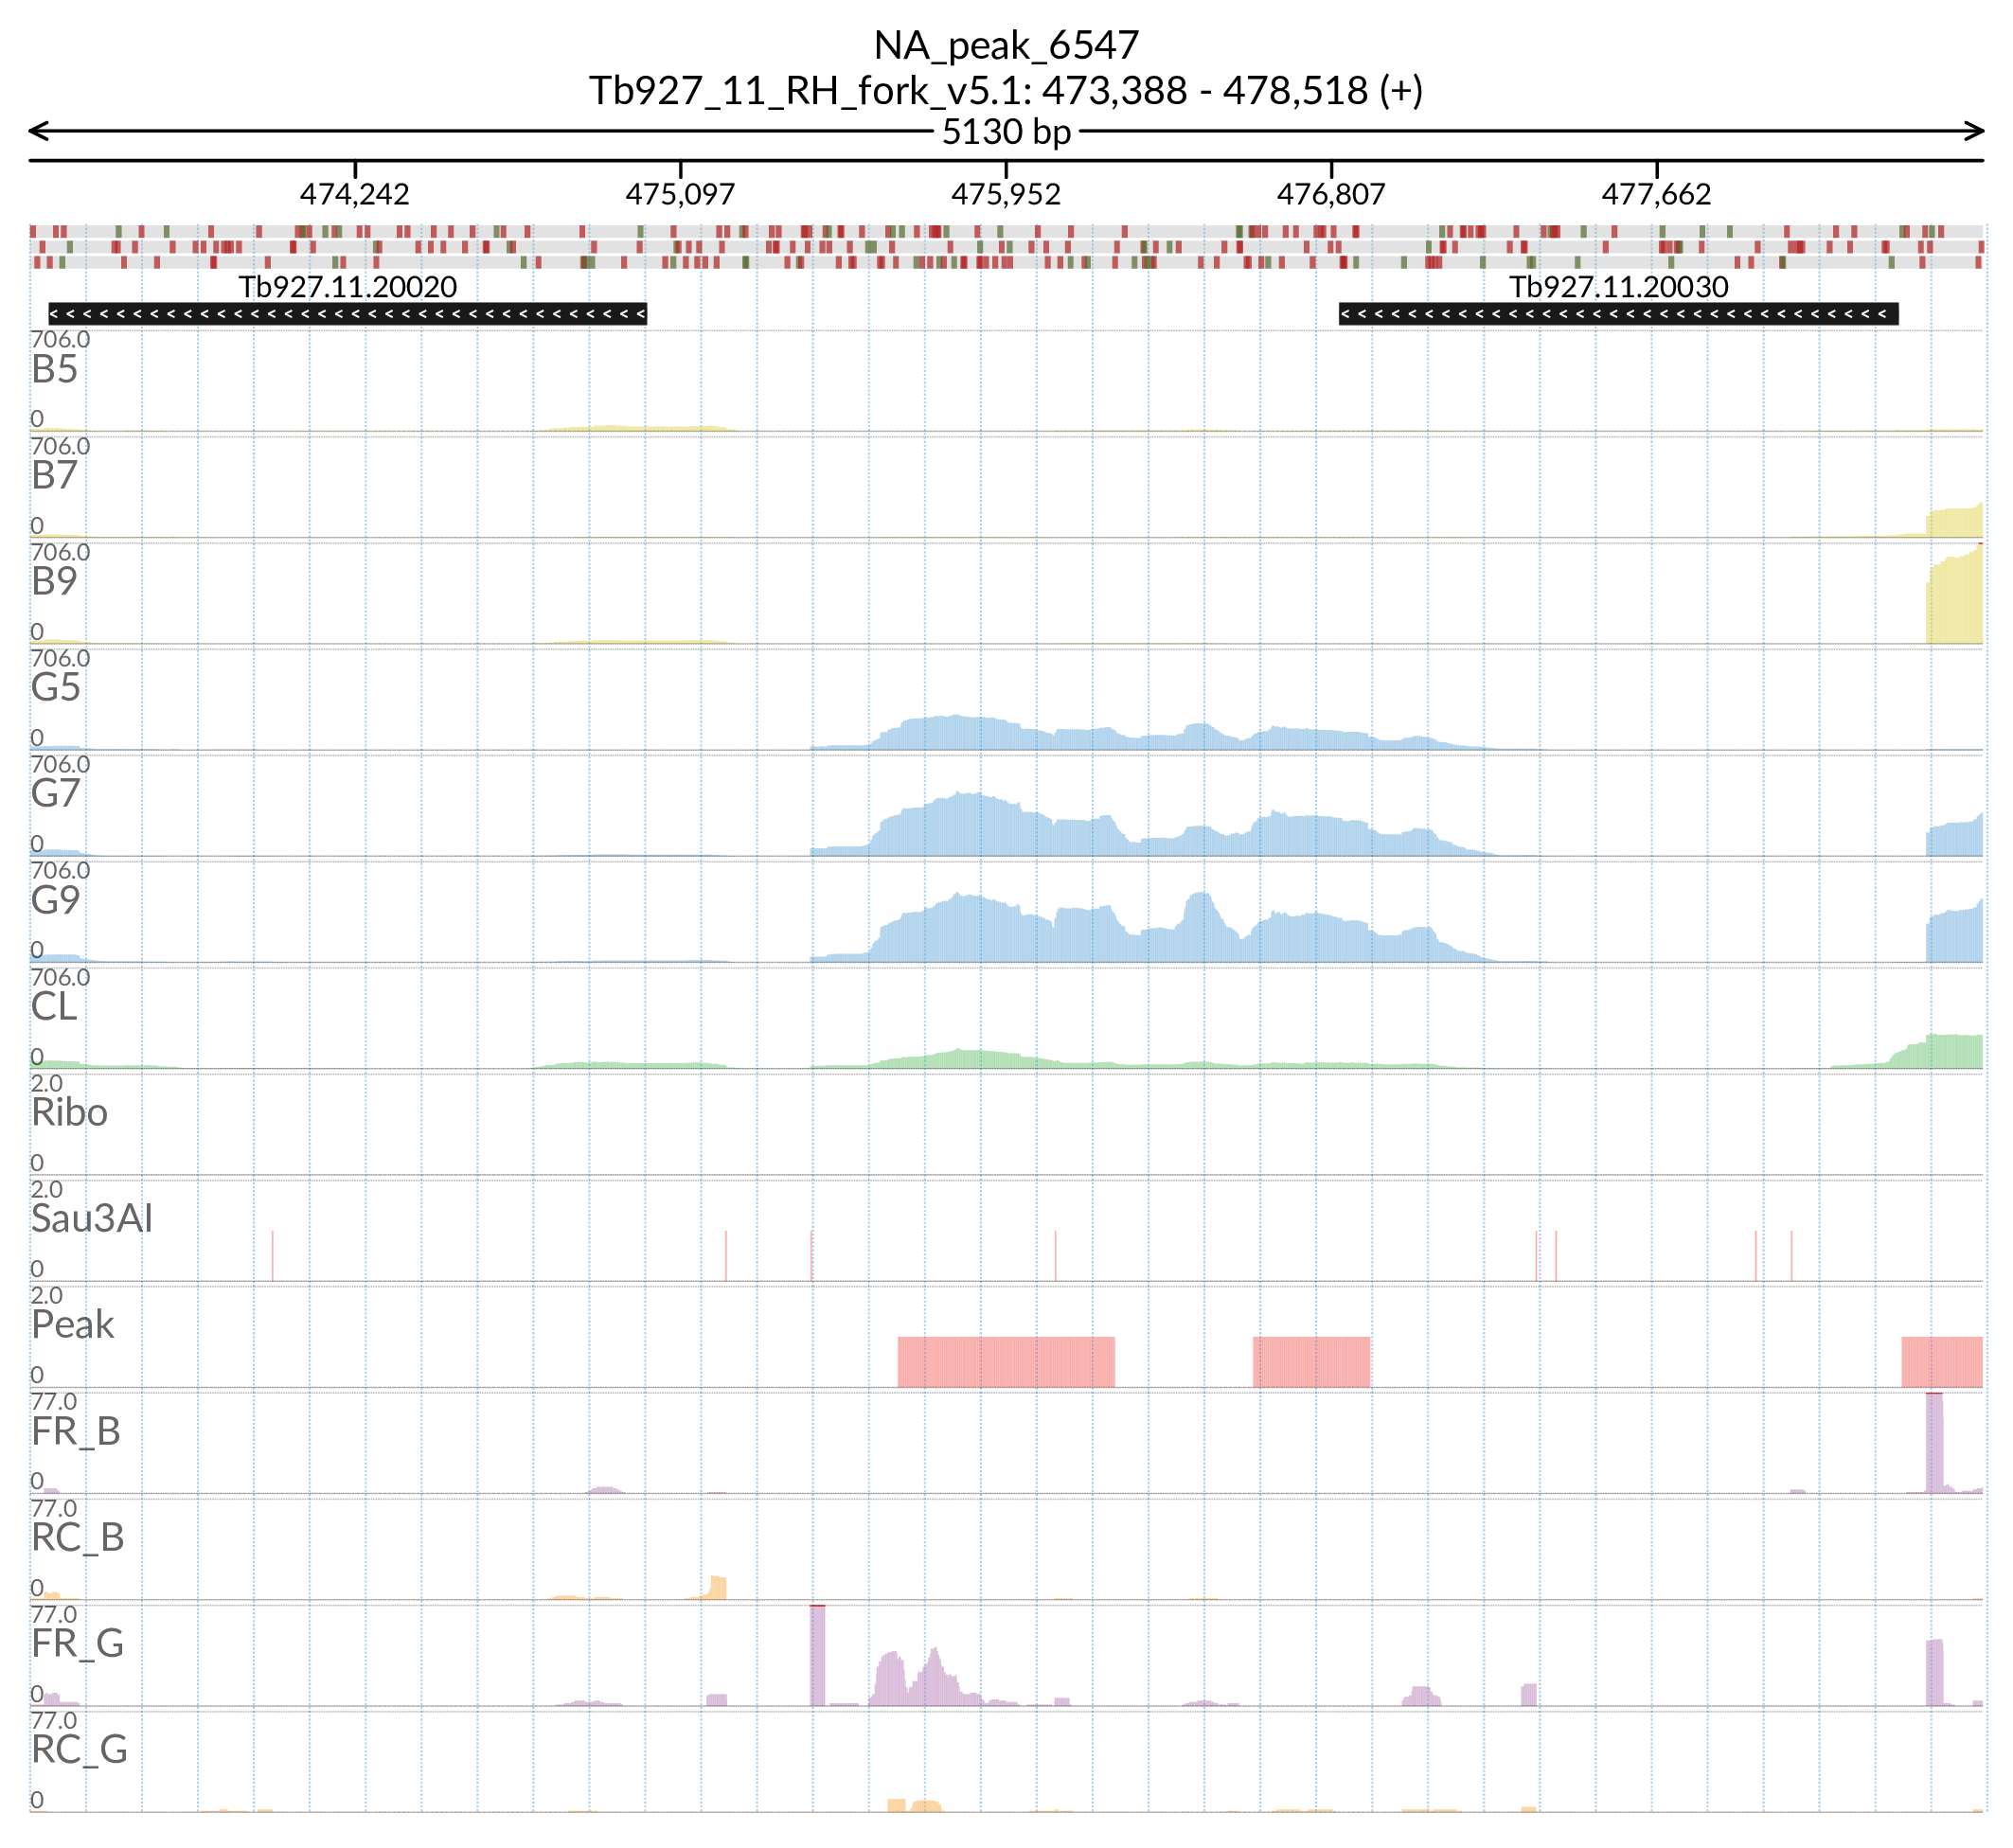 NA_peak_6547
Tb927_11_RH_fork_v5.1: 473,388 - 478,518 (+)
5130 bp
474,242 475,097 475,952 476,807 477,662
Tb927.11.20020 Tb927.11.20030
706.0
B5
0
706.0
B7
0
706.0
B9
0
706.0
G5
0
706.0
G7
0
706.0
G9
0
706.0
CL
0
2.0
Ribo
0
2.0
Sau3AI
0
2.0
Peak
0
77.0
FR_B
0
77.0
RC_B
0
77.0
FR_G
0
77.0
RC_G
0